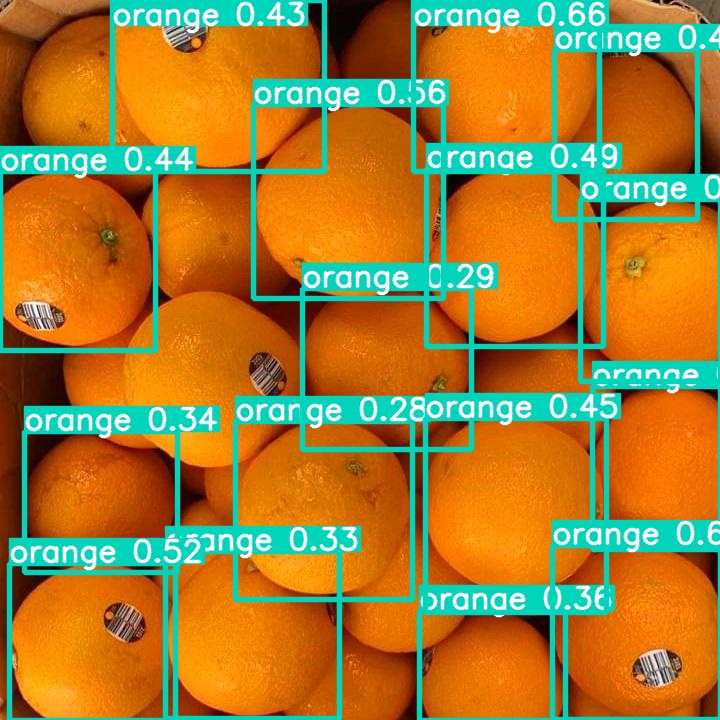 orange 0.43
orange 0.66
orange 0.4
orange 0.56
orange 0.44
orange 0.49
orange 0
orange 0.29
orange
orange 0.34
orange 0.28
orange 0.45
orange 0.33
orange 0.6
orange 0.52
orange 0.36